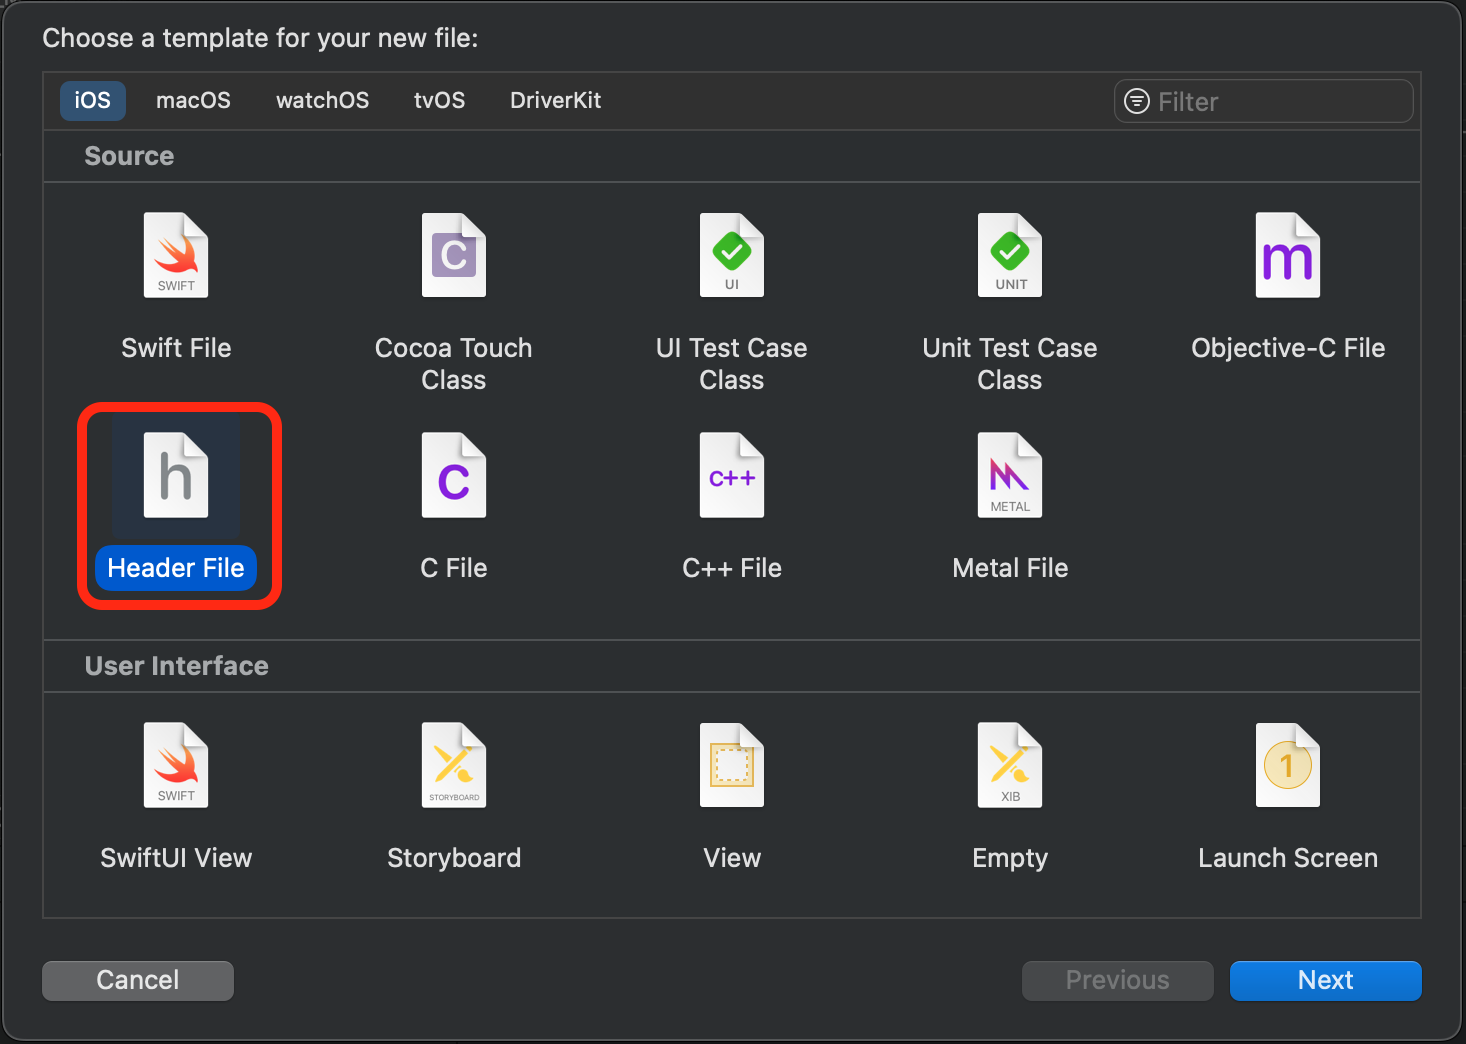 Choose a template for your new file:
iOS macOS watchOS tvOS DriverKit Filter
Source
SWIFT
Swift File
C
Cocoa Touch
Class
UI
UI Test Case
Class
UNIT
Unit Test Case
Class
m
Objective-C File
h
Header File
C
C File
C++
C++ File
METAL
Metal File
User Interface
SWIFT
SwiftUI View
STORYBOARD
Storyboard
View
XIB
Empty
1
Launch Screen
Cancel Previous Next